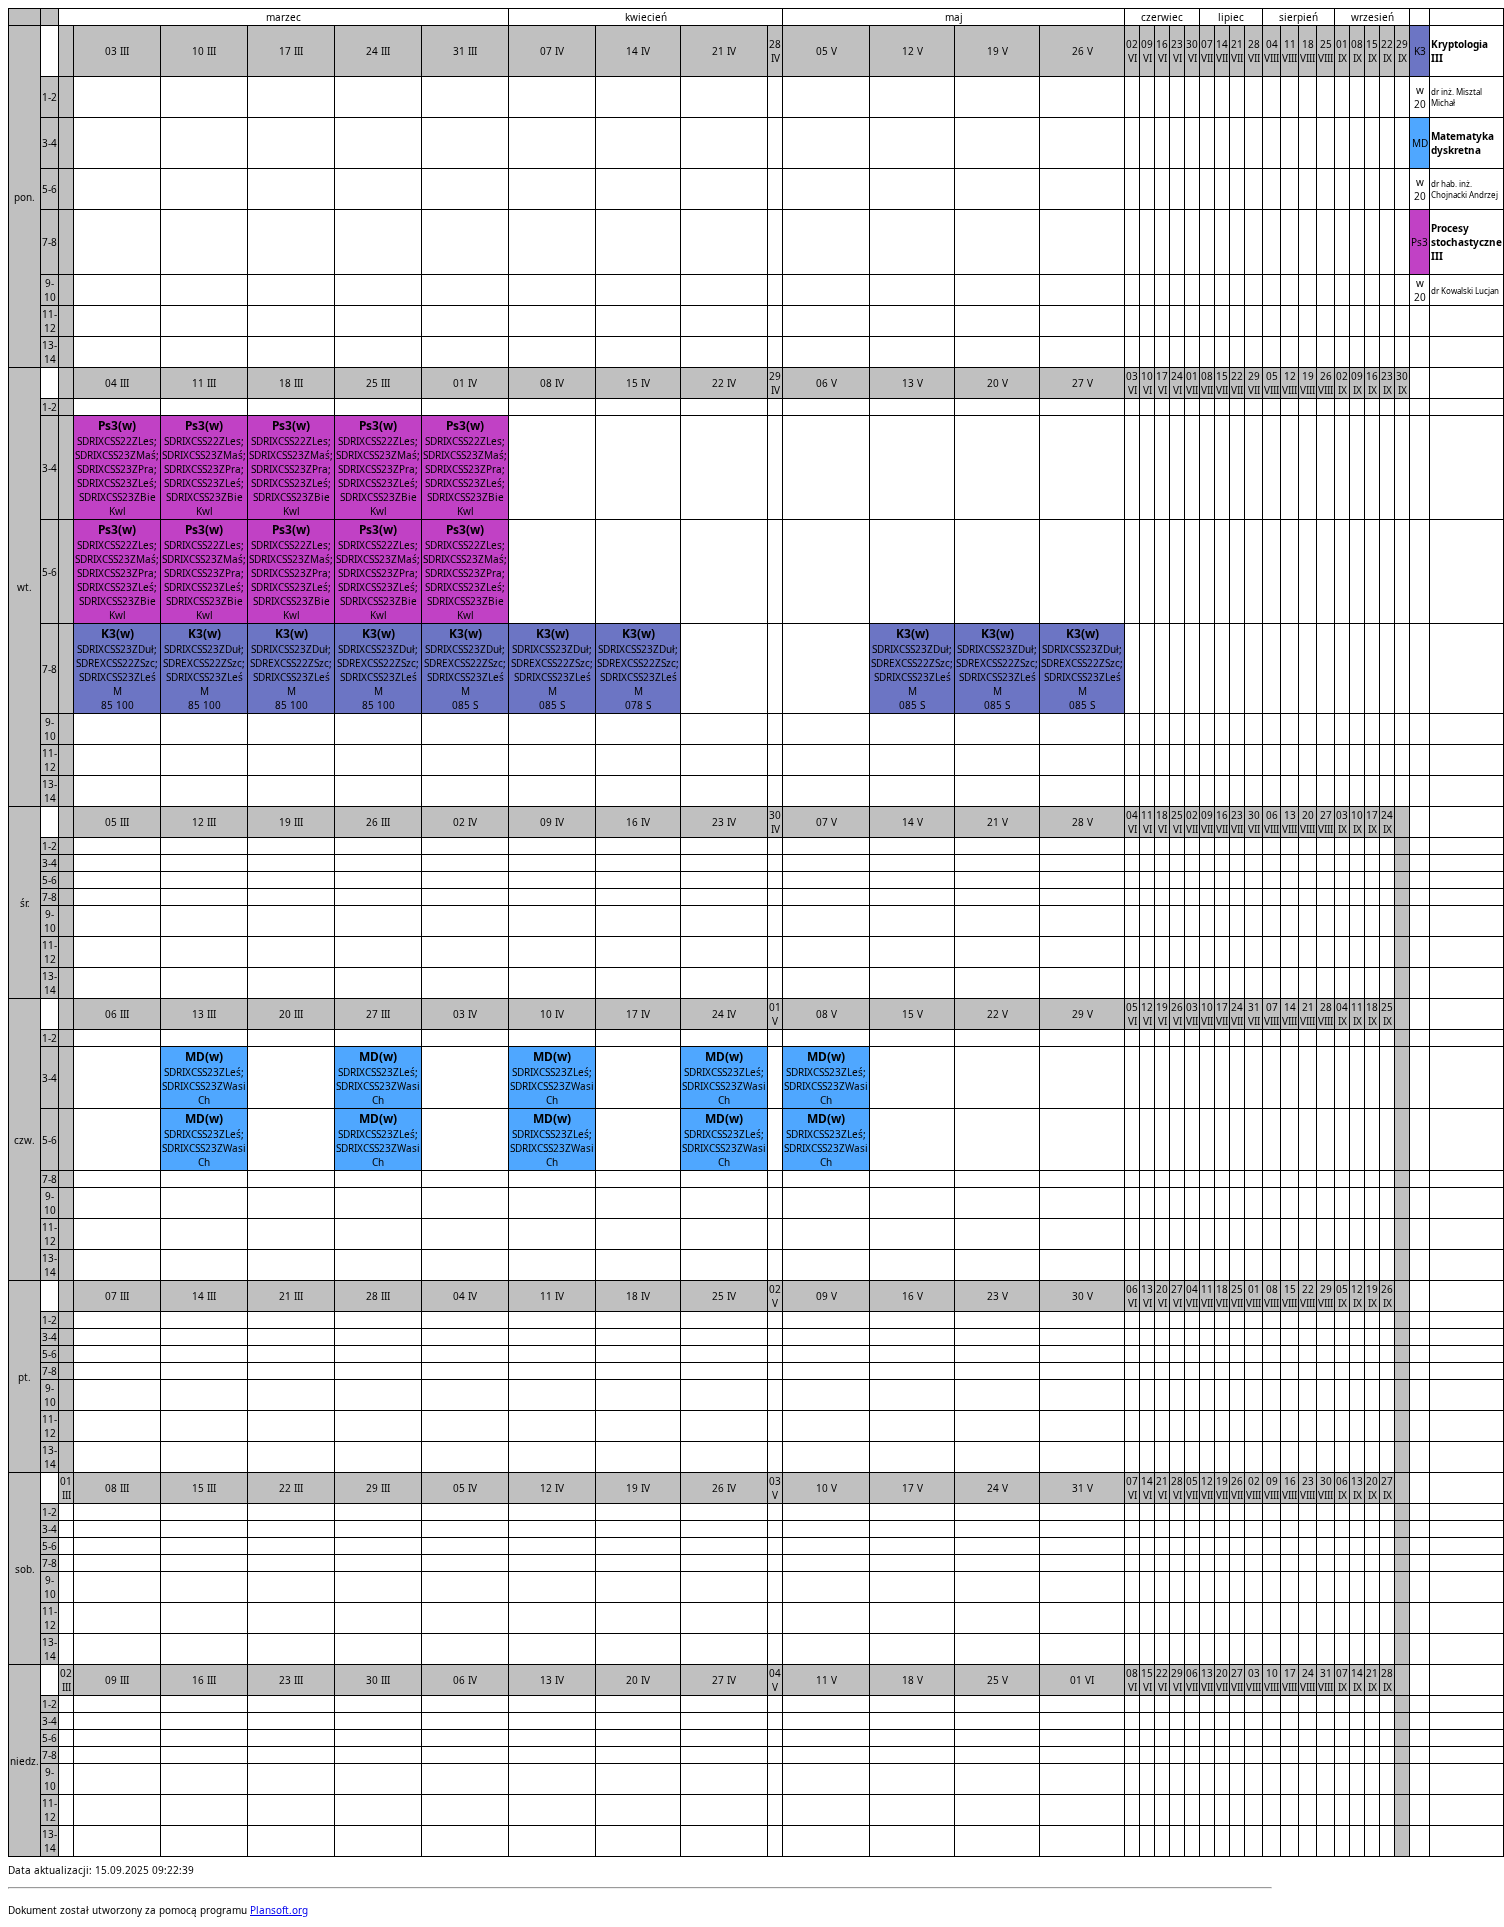 marzec kwiecień maj czerwiec lipiec sierpień wrzesień
pon. 03 III 10 III 17 III 24 III 31 III 07 IV 14 IV 21 IV 28 IV 05 V 12 V 19 V 26 V 02 VI 09 VI 16 VI 23 VI 30 VI 07 VII 14 VII 21 VII 28 VII 04 VIII 11 VIII 18 VIII 25 VIII 01 IX 08 IX 15 IX 22 IX 29 IX K3 Kryptologia III
1-2 w 20 dr inż. Misztal Michał
3-4 MD Matematyka dyskretna
5-6 w 20 dr hab. inż. Chojnacki Andrzej
7-8 Ps3 Procesy stochastyczne III
9-10 w 20 dr Kowalski Lucjan
11-12
13-14
wt. 04 III 11 III 18 III 25 III 01 IV 08 IV 15 IV 22 IV 29 IV 06 V 13 V 20 V 27 V 03 VI 10 VI 17 VI 24 VI 01 VII 08 VII 15 VII 22 VII 29 VII 05 VIII 12 VIII 19 VIII 26 VIII 02 IX 09 IX 16 IX 23 IX 30 IX
1-2
3-4
Ps3(w) Ps3(w) Ps3(w) Ps3(w) Ps3(w)
SDRIXCSS22ZLes; SDRIXCSS22ZLes; SDRIXCSS22ZLes; SDRIXCSS22ZLes; SDRIXCSS22ZLes;
SDRIXCSS23ZMaś; SDRIXCSS23ZMaś; SDRIXCSS23ZMaś; SDRIXCSS23ZMaś; SDRIXCSS23ZMaś;
SDRIXCSS23ZPra; SDRIXCSS23ZPra; SDRIXCSS23ZPra; SDRIXCSS23ZPra; SDRIXCSS23ZPra;
SDRIXCSS23ZLeś; SDRIXCSS23ZLeś; SDRIXCSS23ZLeś; SDRIXCSS23ZLeś; SDRIXCSS23ZLeś;
SDRIXCSS23ZBie SDRIXCSS23ZBie SDRIXCSS23ZBie SDRIXCSS23ZBie SDRIXCSS23ZBie
Kwl Kwl Kwl Kwl Kwl
5-6
Ps3(w) Ps3(w) Ps3(w) Ps3(w) Ps3(w)
SDRIXCSS22ZLes; SDRIXCSS22ZLes; SDRIXCSS22ZLes; SDRIXCSS22ZLes; SDRIXCSS22ZLes;
SDRIXCSS23ZMaś; SDRIXCSS23ZMaś; SDRIXCSS23ZMaś; SDRIXCSS23ZMaś; SDRIXCSS23ZMaś;
SDRIXCSS23ZPra; SDRIXCSS23ZPra; SDRIXCSS23ZPra; SDRIXCSS23ZPra; SDRIXCSS23ZPra;
SDRIXCSS23ZLeś; SDRIXCSS23ZLeś; SDRIXCSS23ZLeś; SDRIXCSS23ZLeś; SDRIXCSS23ZLeś;
SDRIXCSS23ZBie SDRIXCSS23ZBie SDRIXCSS23ZBie SDRIXCSS23ZBie SDRIXCSS23ZBie
Kwl Kwl Kwl Kwl Kwl
7-8
K3(w) K3(w) K3(w) K3(w) K3(w) K3(w) K3(w) K3(w) K3(w) K3(w)
SDRIXCSS23ZDuł; SDRIXCSS23ZDuł; SDRIXCSS23ZDuł; SDRIXCSS23ZDuł; SDRIXCSS23ZDuł; SDRIXCSS23ZDuł; SDRIXCSS23ZDuł; SDRIXCSS23ZDuł; SDRIXCSS23ZDuł; SDRIXCSS23ZDuł;
SDREXCSS22ZSzc; SDREXCSS22ZSzc; SDREXCSS22ZSzc; SDREXCSS22ZSzc; SDREXCSS22ZSzc; SDREXCSS22ZSzc; SDREXCSS22ZSzc; SDREXCSS22ZSzc; SDREXCSS22ZSzc; SDREXCSS22ZSzc;
SDRIXCSS23ZLeś SDRIXCSS23ZLeś SDRIXCSS23ZLeś SDRIXCSS23ZLeś SDRIXCSS23ZLeś SDRIXCSS23ZLeś SDRIXCSS23ZLeś SDRIXCSS23ZLeś SDRIXCSS23ZLeś SDRIXCSS23ZLeś
M M M M M M M M M M
85 100 85 100 85 100 85 100 085 S 085 S 078 S 085 S 085 S 085 S
9-10
11-12
13-14
śr. 05 III 12 III 19 III 26 III 02 IV 09 IV 16 IV 23 IV 30 IV 07 V 14 V 21 V 28 V 04 VI 11 VI 18 VI 25 VI 02 VII 09 VII 16 VII 23 VII 30 VII 06 VIII 13 VIII 20 VIII 27 VIII 03 IX 10 IX 17 IX 24 IX
1-2
3-4
5-6
7-8
9-10
11-12
13-14
czw. 06 III 13 III 20 III 27 III 03 IV 10 IV 17 IV 24 IV 01 V 08 V 15 V 22 V 29 V 05 VI 12 VI 19 VI 26 VI 03 VII 10 VII 17 VII 24 VII 31 VII 07 VIII 14 VIII 21 VIII 28 VIII 04 IX 11 IX 18 IX 25 IX
1-2
3-4
MD(w) MD(w) MD(w) MD(w) MD(w)
SDRIXCSS23ZLeś; SDRIXCSS23ZLeś; SDRIXCSS23ZLeś; SDRIXCSS23ZLeś; SDRIXCSS23ZLeś;
SDRIXCSS23ZWasi SDRIXCSS23ZWasi SDRIXCSS23ZWasi SDRIXCSS23ZWasi SDRIXCSS23ZWasi
Ch Ch Ch Ch Ch
5-6
MD(w) MD(w) MD(w) MD(w) MD(w)
SDRIXCSS23ZLeś; SDRIXCSS23ZLeś; SDRIXCSS23ZLeś; SDRIXCSS23ZLeś; SDRIXCSS23ZLeś;
SDRIXCSS23ZWasi SDRIXCSS23ZWasi SDRIXCSS23ZWasi SDRIXCSS23ZWasi SDRIXCSS23ZWasi
Ch Ch Ch Ch Ch
7-8
9-10
11-12
13-14
pt. 07 III 14 III 21 III 28 III 04 IV 11 IV 18 IV 25 IV 02 V 09 V 16 V 23 V 30 V 06 VI 13 VI 20 VI 27 VI 04 VII 11 VII 18 VII 25 VII 01 VIII 08 VIII 15 VIII 22 VIII 29 VIII 05 IX 12 IX 19 IX 26 IX
1-2
3-4
5-6
7-8
9-10
11-12
13-14
sob. 01 III 08 III 15 III 22 III 29 III 05 IV 12 IV 19 IV 26 IV 03 V 10 V 17 V 24 V 31 V 07 VI 14 VI 21 VI 28 VI 05 VII 12 VII 19 VII 26 VII 02 VIII 09 VIII 16 VIII 23 VIII 30 VIII 06 IX 13 IX 20 IX 27 IX
1-2
3-4
5-6
7-8
9-10
11-12
13-14
niedz. 02 III 09 III 16 III 23 III 30 III 06 IV 13 IV 20 IV 27 IV 04 V 11 V 18 V 25 V 01 VI 08 VI 15 VI 22 VI 29 VI 06 VII 13 VII 20 VII 27 VII 03 VIII 10 VIII 17 VIII 24 VIII 31 VIII 07 IX 14 IX 21 IX 28 IX
1-2
3-4
5-6
7-8
9-10
11-12
13-14
Data aktualizacji: 15.09.2025 09:22:39
Dokument został utworzony za pomocą programu Plansoft.org